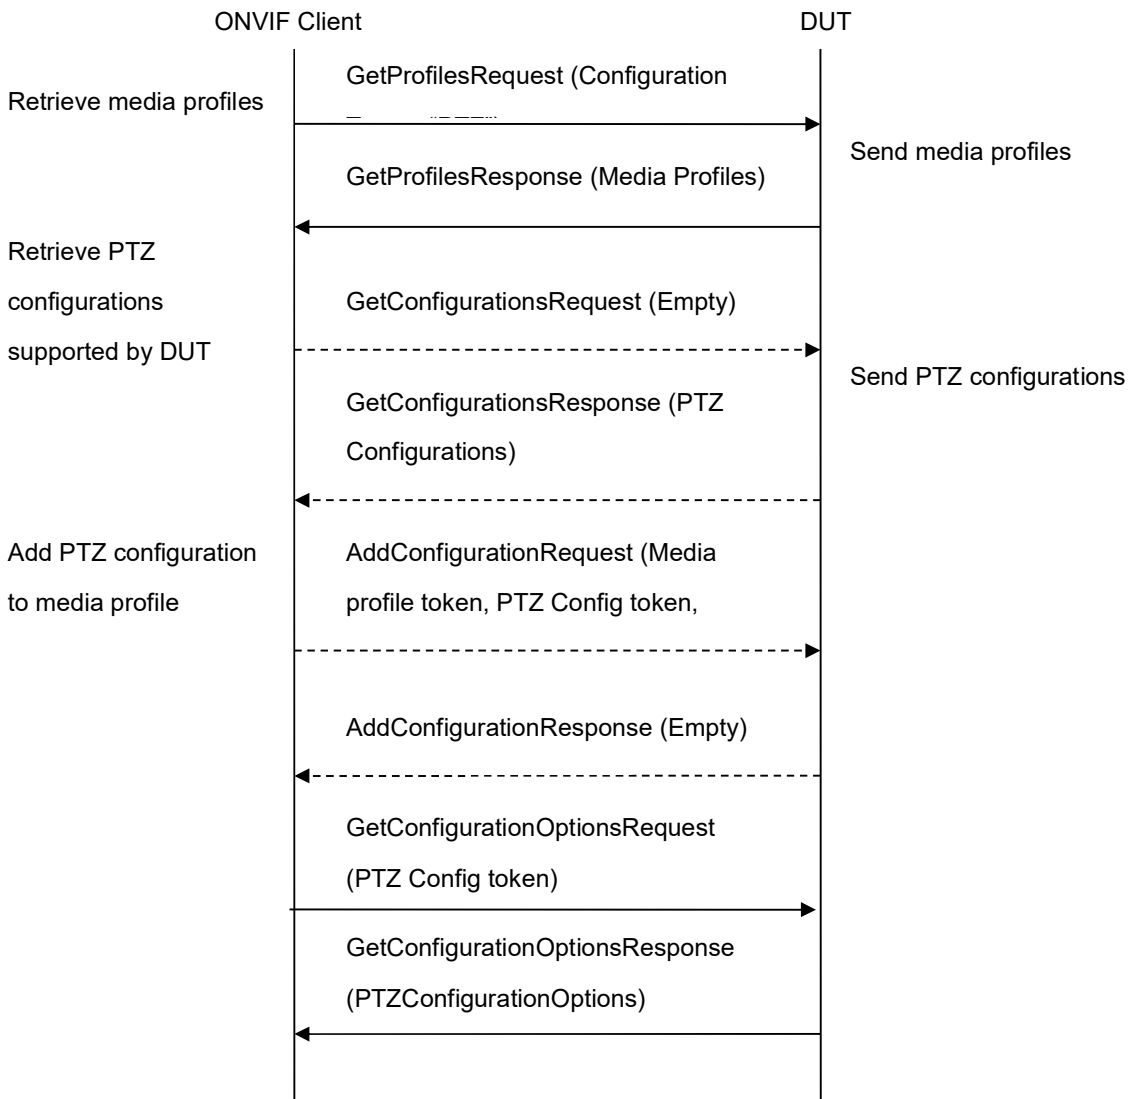 ONVIF Client
DUT
GetProfilesRequest (Configuration
Retrieve media profiles
Send media profiles
GetProfilesResponse (Media Profiles)
Retrieve PTZ
configurations
supported by DUT
GetConfigurationsRequest (Empty)
Send PTZ configurations
GetConfigurationsResponse (PTZ
Configurations)
Add PTZ configuration
to media profile
AddConfigurationRequest (Media
profile token, PTZ Config token,
AddConfigurationResponse (Empty)
GetConfigurationOptionsRequest
(PTZ Config token)
GetConfigurationOptionsResponse
(PTZConfigurationOptions)